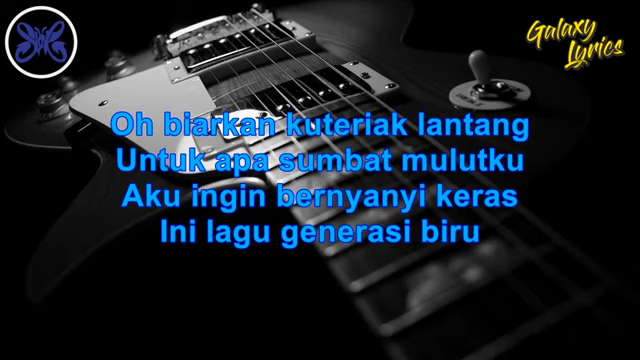 Galaxy
Lyrics
Oh biarkan kuteriak lantang
Untuk apa sumbat mulutku
Aku ingin bernyanyi keras
Ini lagu generasi biru